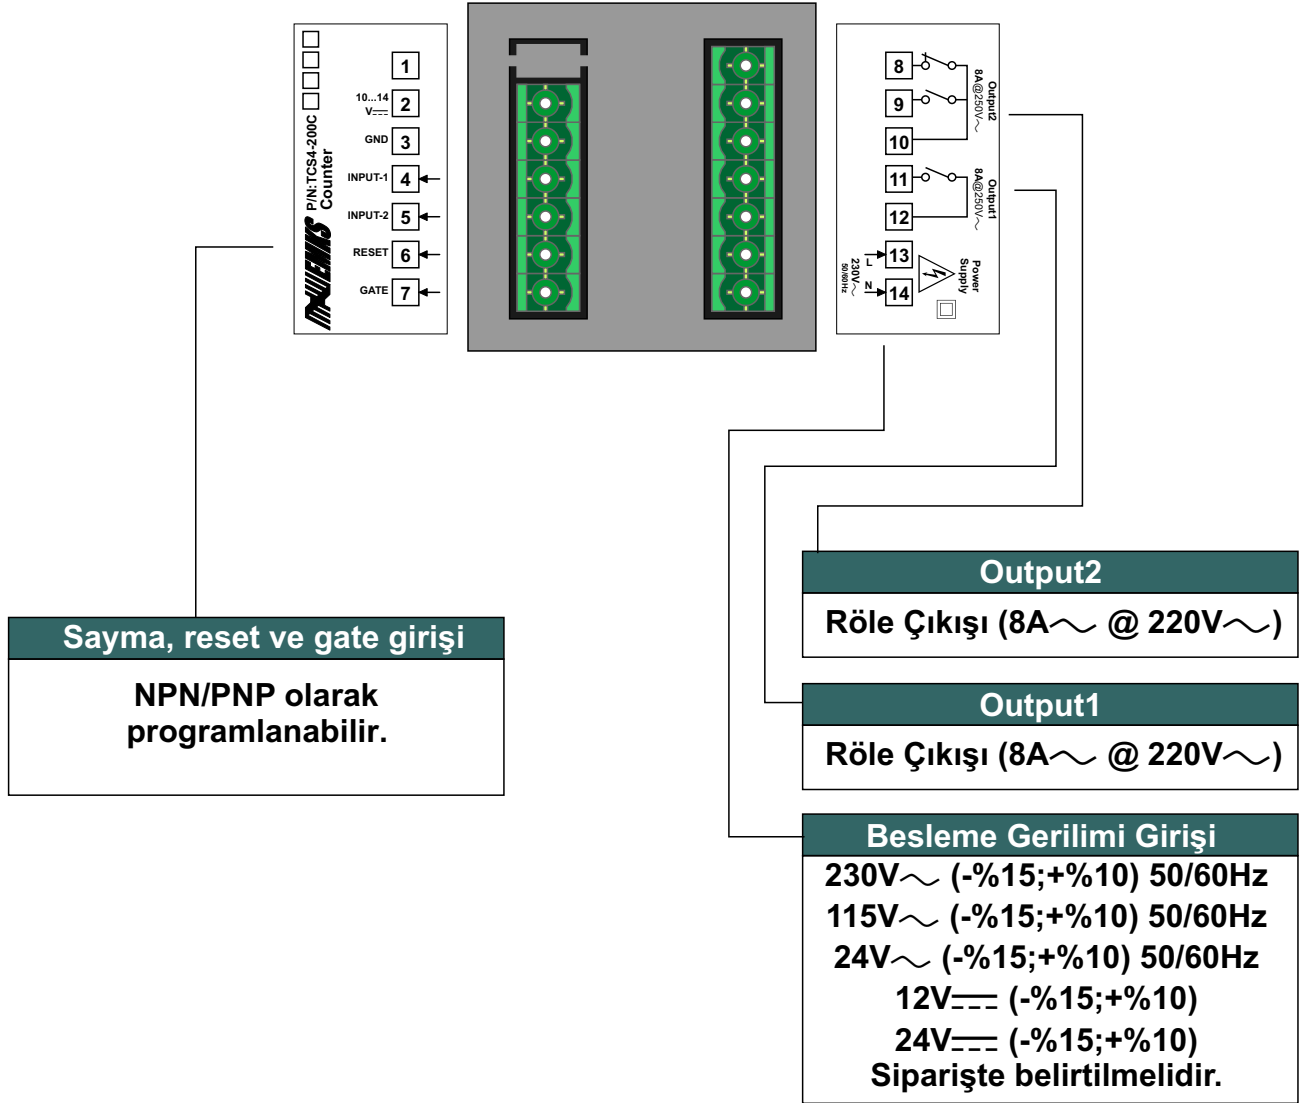 P/N:TCS4-200C
Counter
EMKS
1
10...14
V
2
GND 3
INPUT-1 4
INPUT-2 5
RESET 6
GATE 7
8
9
10
11
12
13
14
Output2
8A@250V
Output1
8A@250V
L
N
230V
50/60Hz
Power
Supply
Sayma, reset ve gate girişi
NPN/PNP olarak
programlanabilir.
Output2
Röle Çıkışı (8A @ 220V)
Output1
Röle Çıkışı (8A @ 220V)
Besleme Gerilimi Girişi
230V (-%15;+%10) 50/60Hz
115V (-%15;+%10) 50/60Hz
24V (-%15;+%10) 50/60Hz
12V (-%15;+%10)
24V (-%15;+%10)
Siparişte belirtilmelidir.